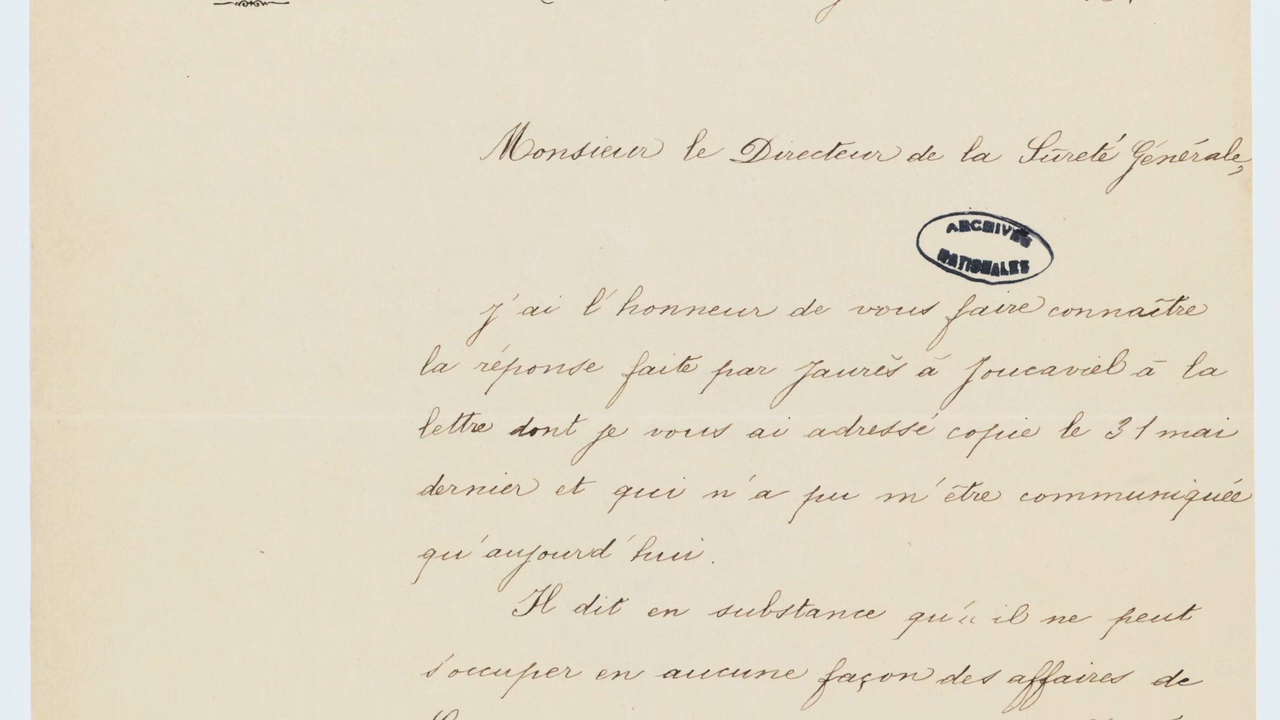 Monsieur le Directeur de la Sûreté Générale,
ARCHIVES
NATIONALES
j'ai l'honneur de vous faire connaître
la réponse faite par Jaurès à Joucaviel à la
lettre dont je vous ai adressé copie le 31 mai
dernier et qui n'a pu m'être communiquée
qu'aujourd'hui.
Il dit en substance qu'il ne peut
s'occuper en aucune façon des affaires de